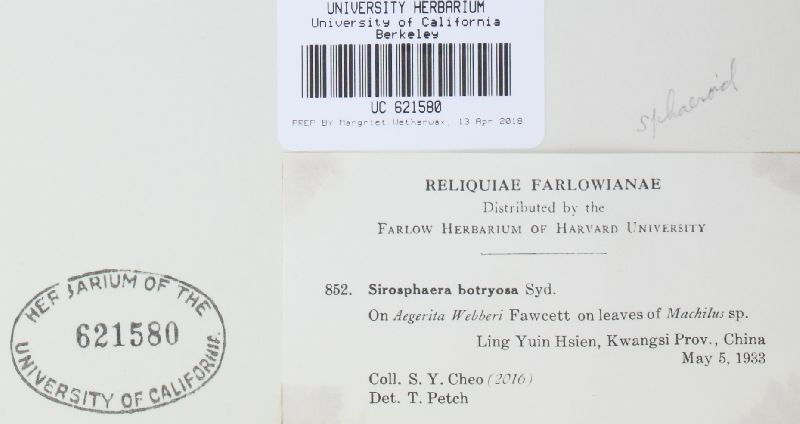 UNIVERSITY HERBARIUM
University of California
Berkeley
UC 621580
PREP BY Margriet Wetherwax, 13 Apr 2018
sphaeroid
RELIQUIAE FARLOWIANAE
Distributed by the
FARLOW HERBARIUM OF HARVARD UNIVERSITY
852. Sirosphaera botryosa Syd.
On Aegerita Webberi Fawcett on leaves of Machilus sp.
Ling Yuin Hsien, Kwangsi Prov., China
May 5, 1933
Coll. S. Y. Cheo (2016)
Det. T. Petch
HERBARIUM OF THE
621580
UNIVERSITY OF CALIFORNIA.